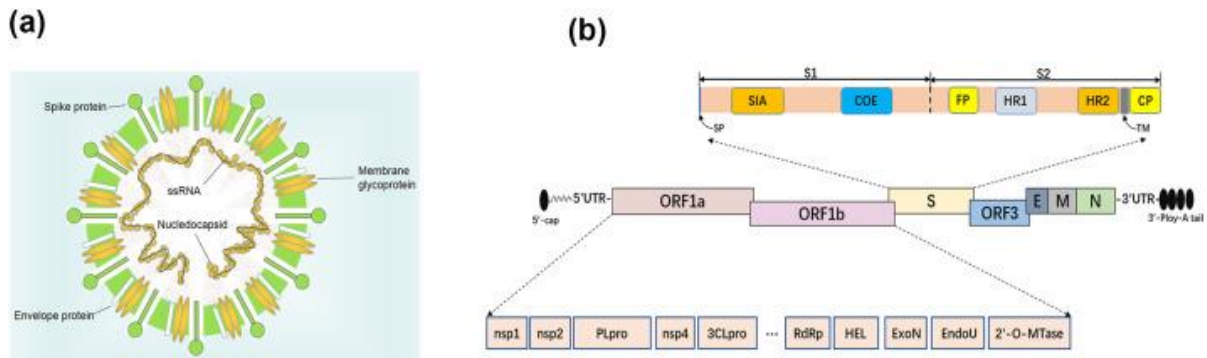 (a)
Spike protein
Membrane
glycoprotein
ssRNA
Nucledocapsid
Envelope protein
(b)
S1 S2
SIA COE FP HR1 HR2 CP
SP TM
5'UTR ORF1a S E M N 3'UTR
ORF1b ORF3
5'-cap 3'-Ploy-A tail
nsp1 nsp2 PLpro nsp4 3CLpro ... RdRp HEL ExoN EndoU 2'-O-MTase